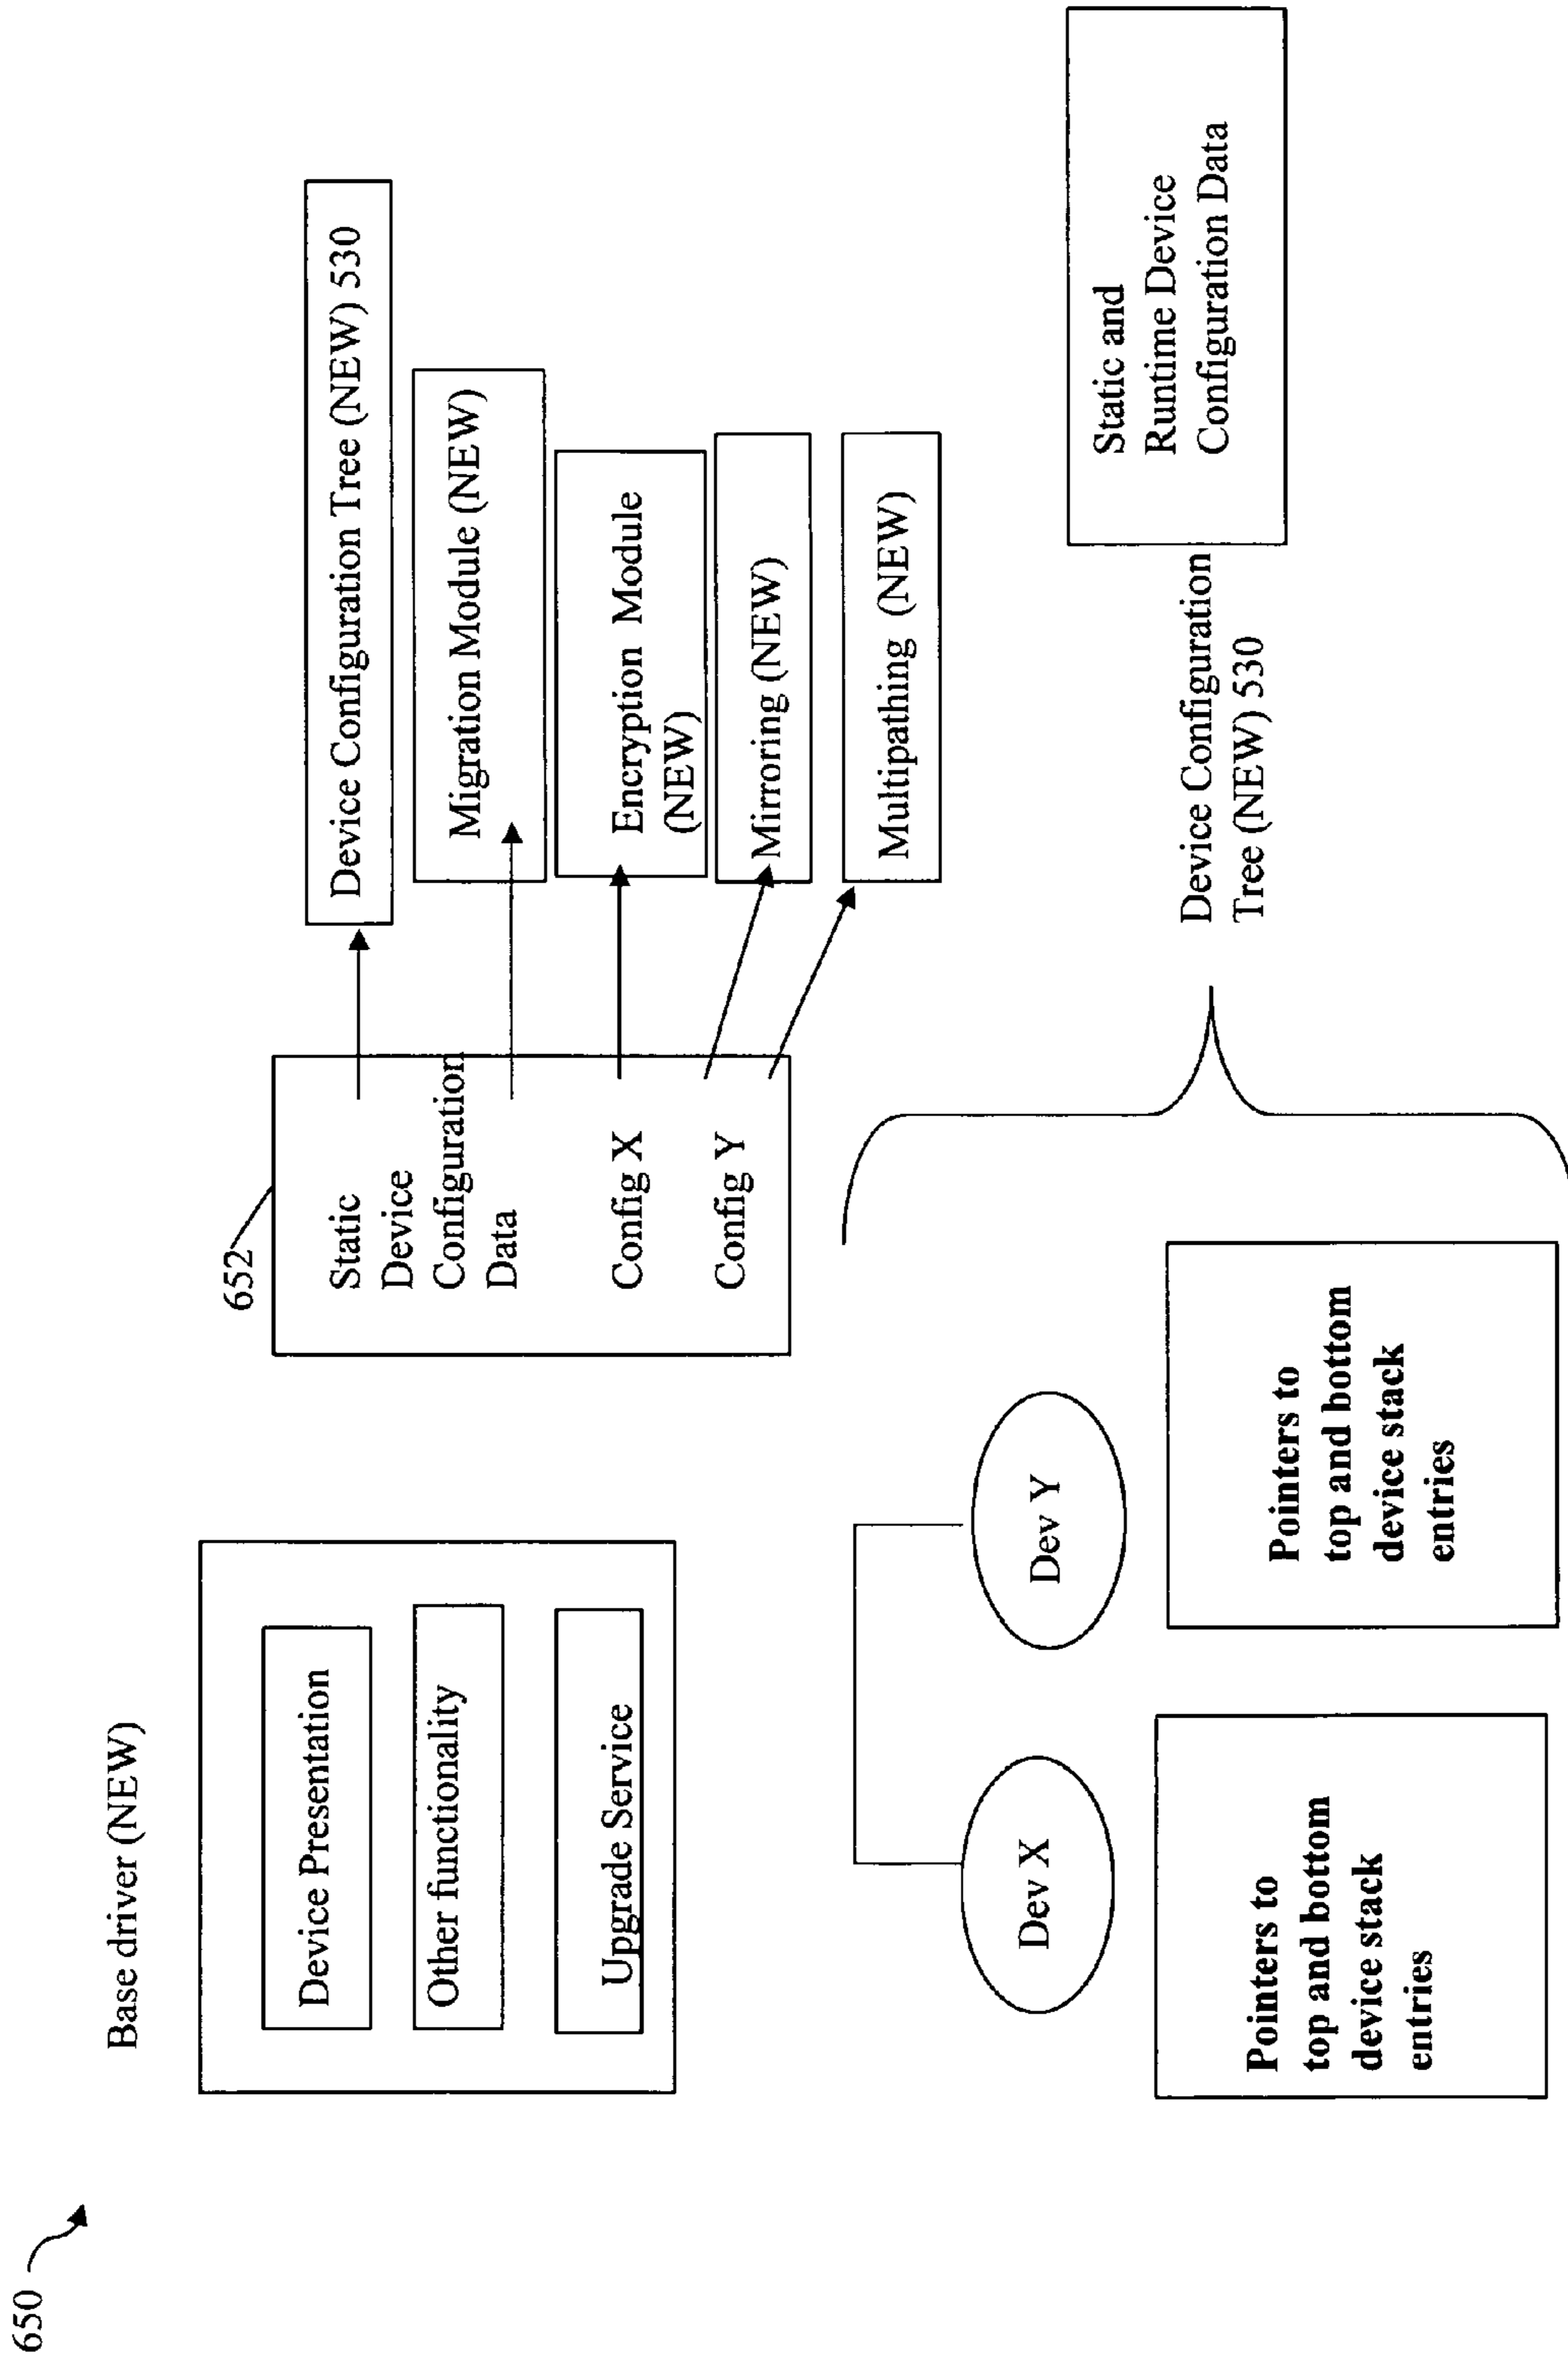 650
Base driver (NEW)
Device Presentation
Other functionality
Upgrade Service
652
Static
Device
Configuration
Data
Config X
Config Y
Device Configuration Tree (NEW) 530
Migration Module (NEW)
Encryption Module
(NEW)
Mirroring (NEW)
Multipathing (NEW)
Dev X
Dev Y
Pointers to
top and bottom
device stack
entries
Pointers to
top and bottom
device stack
entries
Device Configuration
Tree (NEW) 530
Static and
Runtime Device
Configuration Data